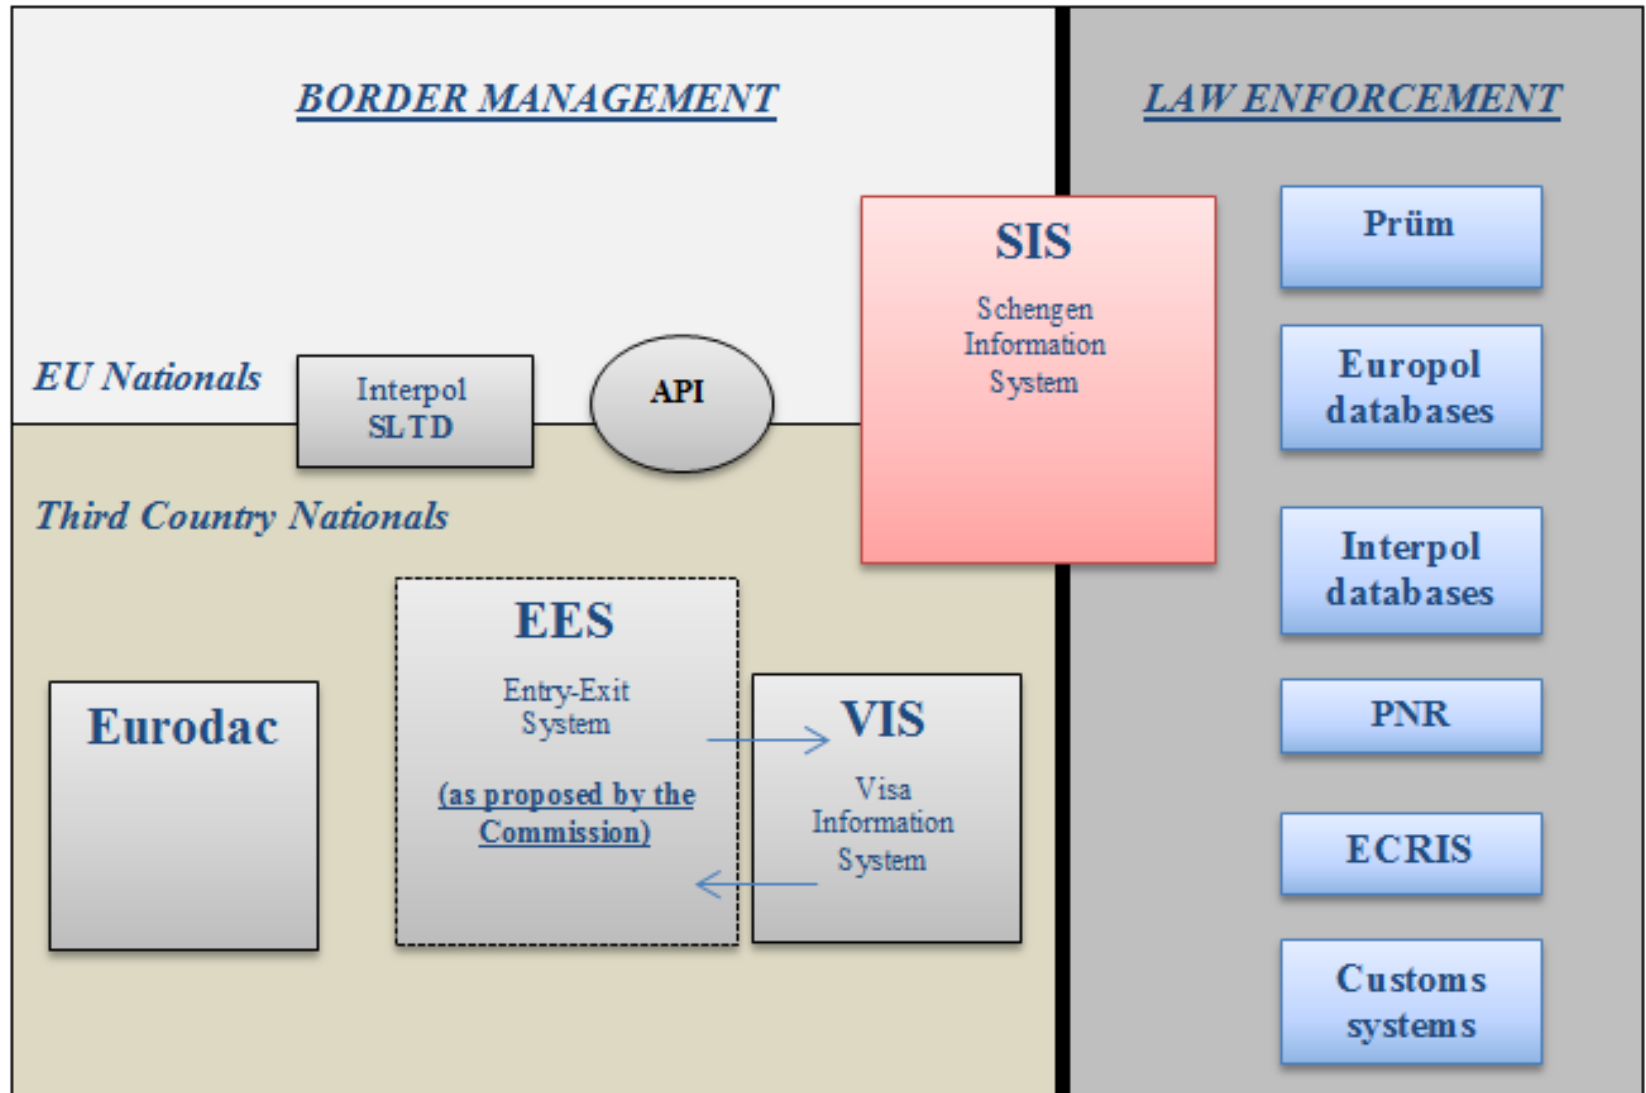 BORDER MANAGEMENT
LAW ENFORCEMENT
SIS
Schengen
Information
System
Prüm
EU Nationals
Interpol
SLTD
API
Europol
databases
Third Country Nationals
Interpol
databases
EES
Entry-Exit
System
(as proposed by the
Commission)
Eurodac
VIS
Visa
Information
System
PNR
ECRIS
Customs
systems